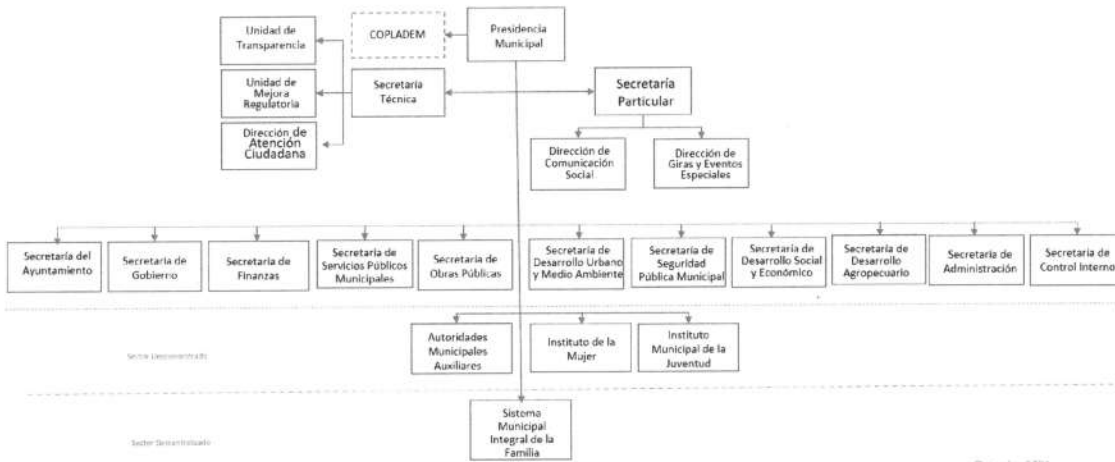 Unidad de
Transparencia
COPLADEM
Presidencia
Municipal
Unidad de
Mejora
Regulatoria
Secretaría
Técnica
Secretaría
Particular
Dirección de
Atención
Ciudadana
Dirección de
Comunicación
Social
Dirección de
Giras y Eventos
Especiales
Secretaría del
Ayuntamiento
Secretaría de
Gobierno
Secretaría de
Finanzas
Secretaría de
Servicios Públicos
Municipales
Secretaría de
Obras Públicas
Secretaría de
Desarrollo Urbano
y Medio Ambiente
Secretaría de
Seguridad
Pública Municipal
Secretaría de
Desarrollo Social
y Económico
Secretaría de
Desarrollo
Agropecuario
Secretaría de
Administración
Secretaría de
Control Interno
Autoridades
Municipales
Auxiliares
Instituto de la
Mujer
Instituto
Municipal de la
Juventud
Sector Desconcentrado
Sistema
Municipal
Integral de la
Familia
Sector Descentralizado